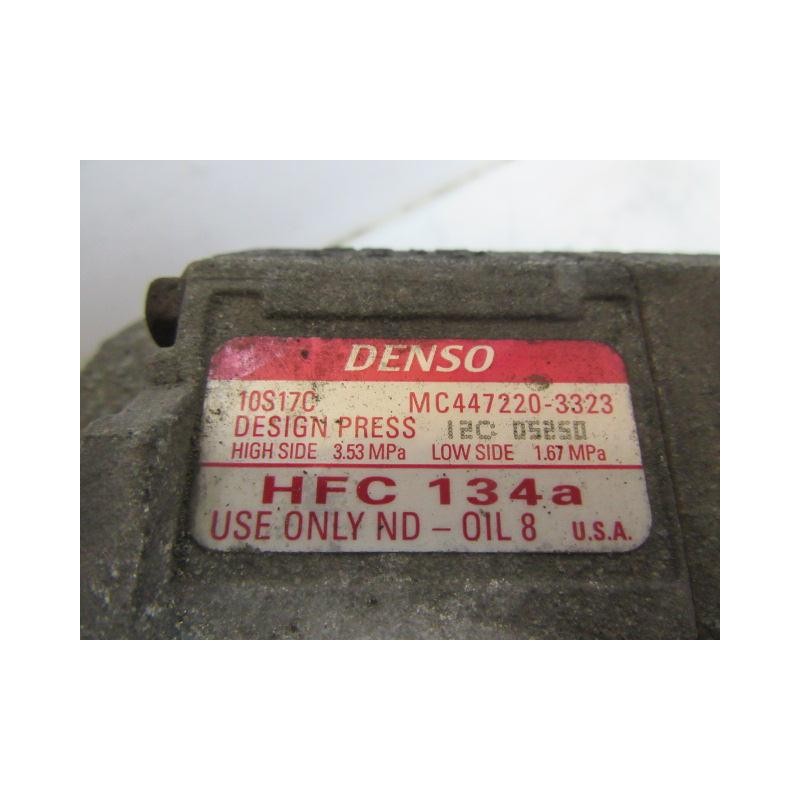 DENSO
10S17C MC447220-3323
DESIGN PRESS 12C: 05250
HIGH SIDE 3.53 MPa LOW SIDE 1.67 MPa
HFC 134a
USE ONLY ND – OIL 8 U.S.A.